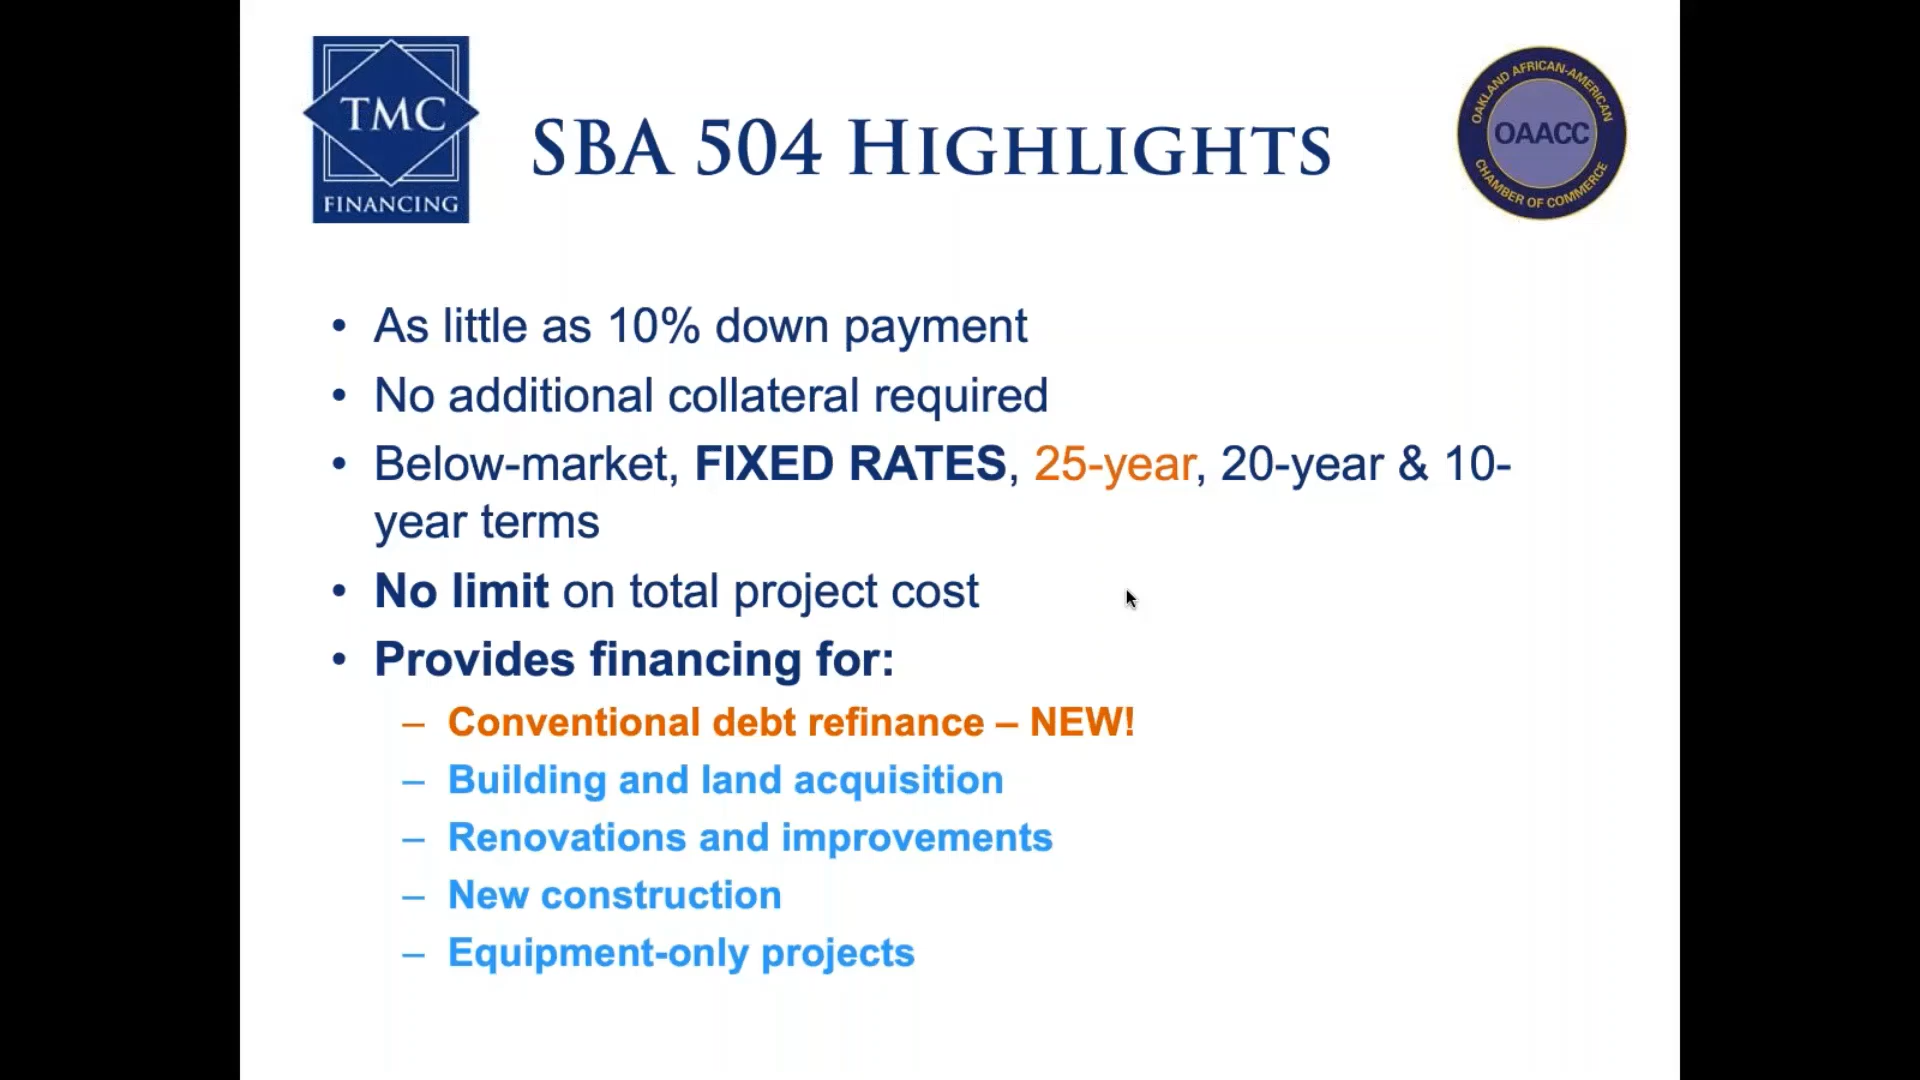 TMC
FINANCING
SBA 504 HIGHLIGHTS
OAKLAND AFRICAN-AMERICAN
OAACC
CHAMBER OF COMMERCE
• As little as 10% down payment
• No additional collateral required
• Below-market, FIXED RATES, 25-year, 20-year & 10-
year terms
• No limit on total project cost
• Provides financing for:
– Conventional debt refinance – NEW!
– Building and land acquisition
– Renovations and improvements
– New construction
– Equipment-only projects